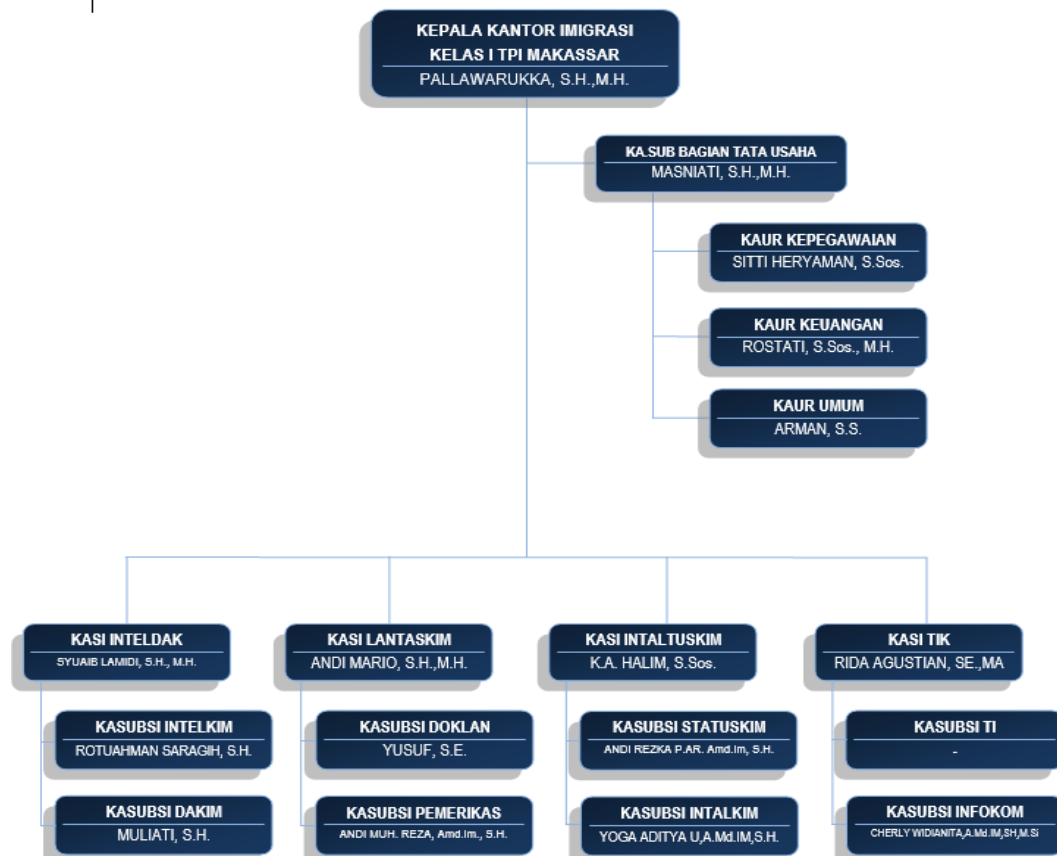 KEPALA KANTOR IMIGRASI
KELAS I TPI MAKASSAR
PALLAWARUKKA, S.H.,M.H.
KA.SUB BAGIAN TATA USAHA
MASNIATI, S.H.,M.H.
KAUR KEPEGAWAIAN
SITTI HERYAMAN, S.Sos.
KAUR KEUANGAN
ROSTATI, S.Sos., M.H.
KAUR UMUM
ARMAN, S.S.
KASI INTELDAK
SYUAIB LAMIDI, S.H., M.H.
KASUBSI INTELKIM
ROTUAHMAN SARAGIH, S.H.
KASUBSI DAKIM
MULIATI, S.H.
KASI LANTASKIM
ANDI MARIO, S.H.,M.H.
KASUBSI DOKLAN
YUSUF, S.E.
KASUBSI PEMERIKAS
ANDI MUH. REZA, Amd.Im., S.H.
KASI INTALTUSKIM
K.A. HALIM, S.Sos.
KASUBSI STATUSKIM
ANDI REZKA P.AR. Amd.Im, S.H.
KASUBSI INTALKIM
YOGA ADITYA U,A.Md.IM,S.H.
KASI TIK
RIDA AGUSTIAN, SE.,MA
KASUBSI TI
-
KASUBSI INFOKOM
CHERLY WIDIANITA,A.Md.IM,SH,M.Si